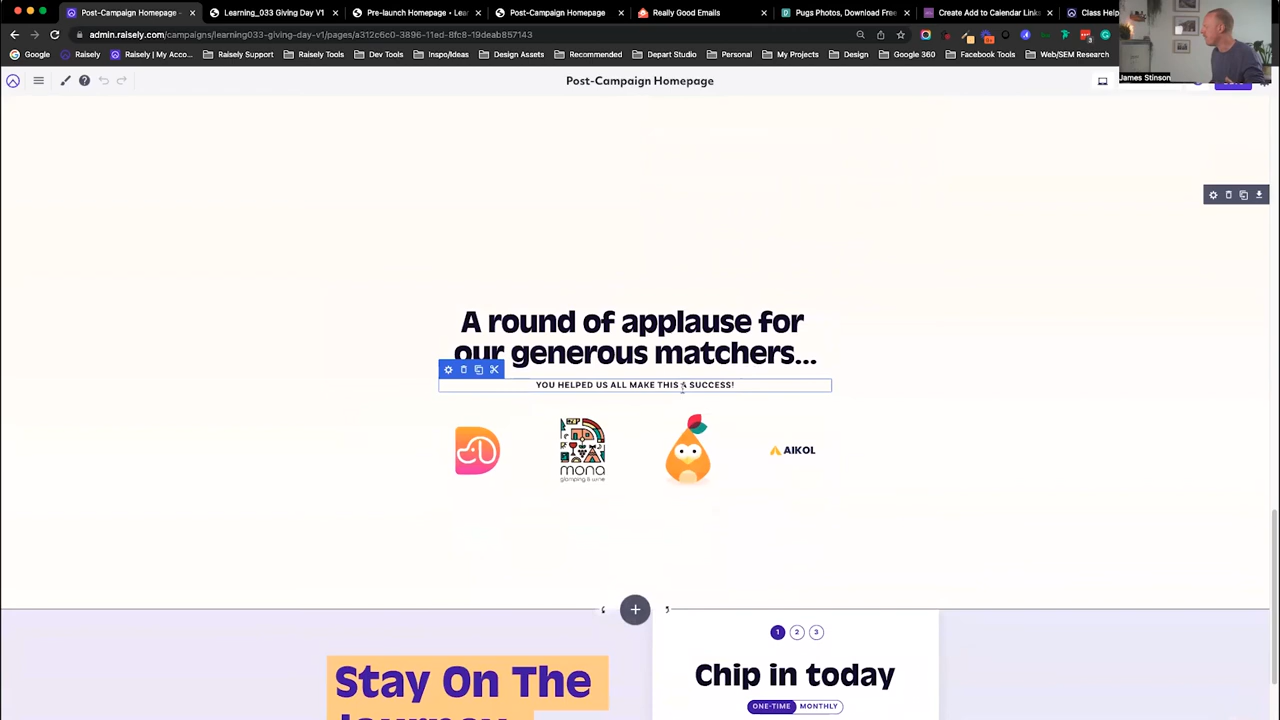 Post-Campaign Homepage
Learning_033 Giving Day V1
Pre-launch Homepage • Lear
Post-Campaign Homepage
Really Good Emails
Pugs Photos, Download Free
Create Add to Calendar Links
Class Help
admin.raisely.com/campaigns/learning033-giving-day-v1/pages/a312c6c0-3896-11ed-8fc8-19deab857143
Google
Raisely
Raisely | My Acco...
Raisely Support
Raisely Tools
Dev Tools
Inspo/Ideas
Design Assets
Recommended
Depart Studio
Personal
My Projects
Design
Google 360
Facebook Tools
Web/SEM Research
James Stinson
Post-Campaign Homepage
A round of applause for
our generous matchers...
YOU HELPED US ALL MAKE THIS A SUCCESS!
mona
glamping & wine
AIKOL
1 2 3
Stay On The
Journey
Chip in today
ONE-TIME MONTHLY